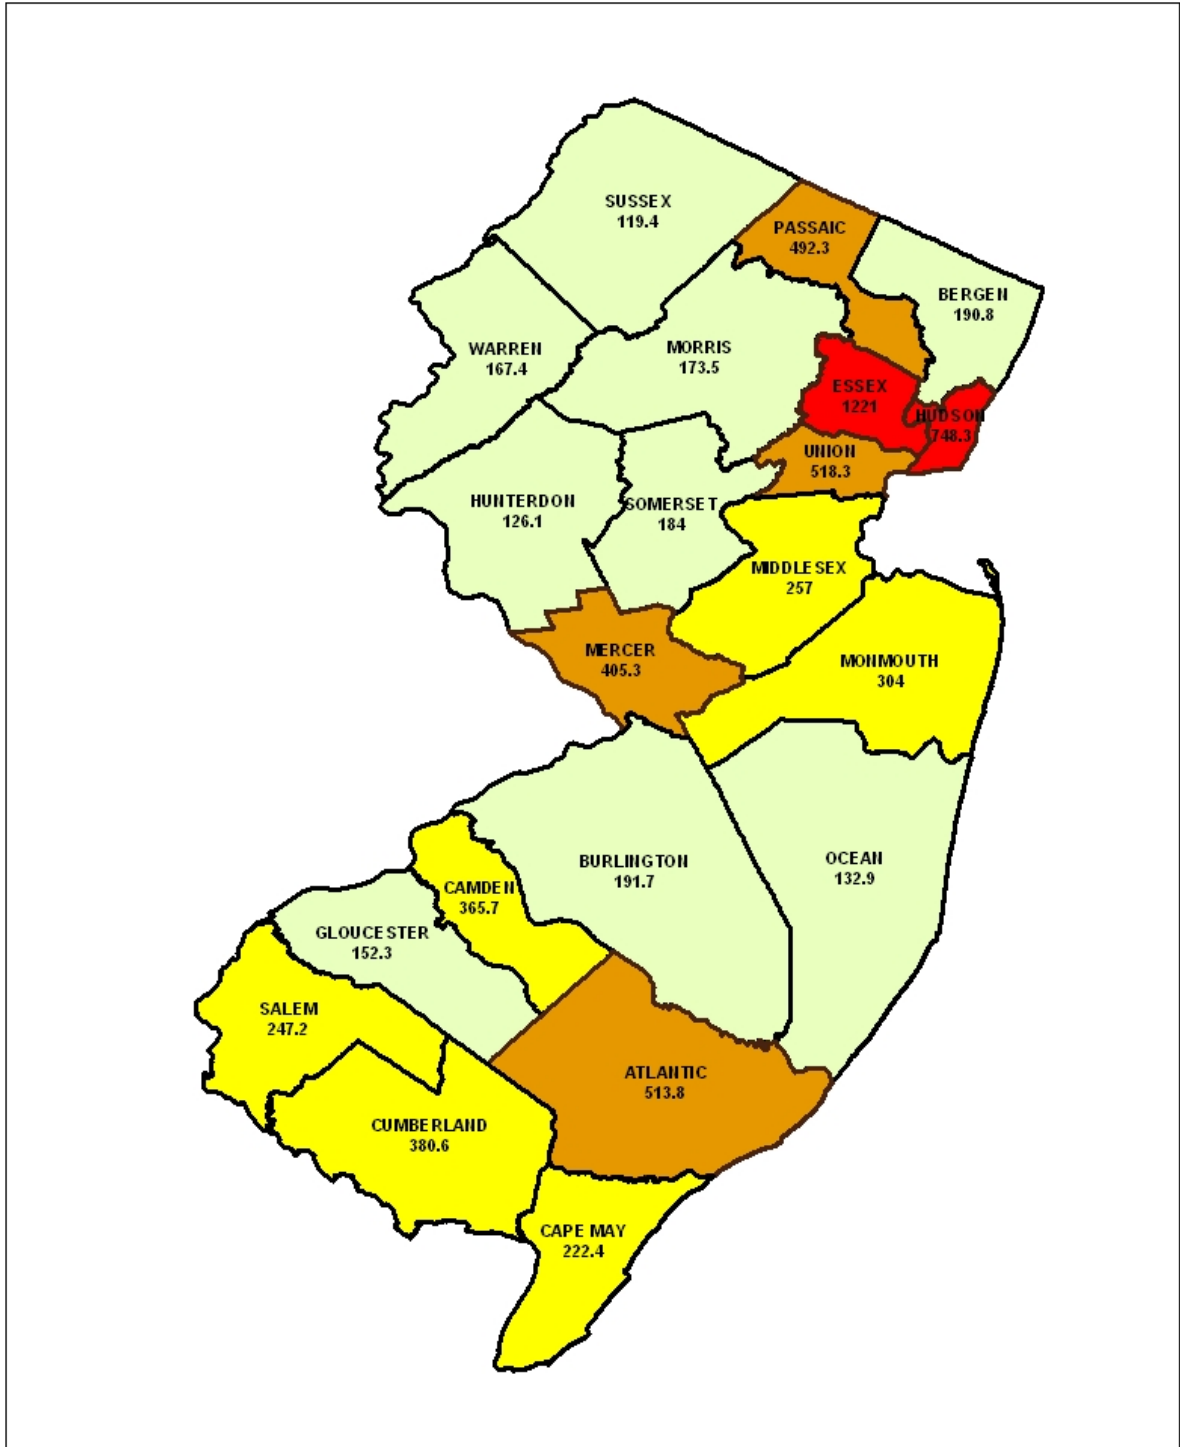 SUSSEX
119.4
PASSAIC
492.3
BERGEN
190.8
WARREN
167.4
MORRIS
173.5
ESSEX
1221
HUDSON
748.3
UNION
518.3
HUNTERDON
126.1
SOMERSET
184
MIDDLESEX
257
MERCER
405.3
MONMOUTH
304
BURLINGTON
191.7
OCEAN
132.9
CAMDEN
365.7
GLOUCESTER
152.3
SALEM
247.2
ATLANTIC
513.8
CUMBERLAND
380.6
CAPE MAY
222.4